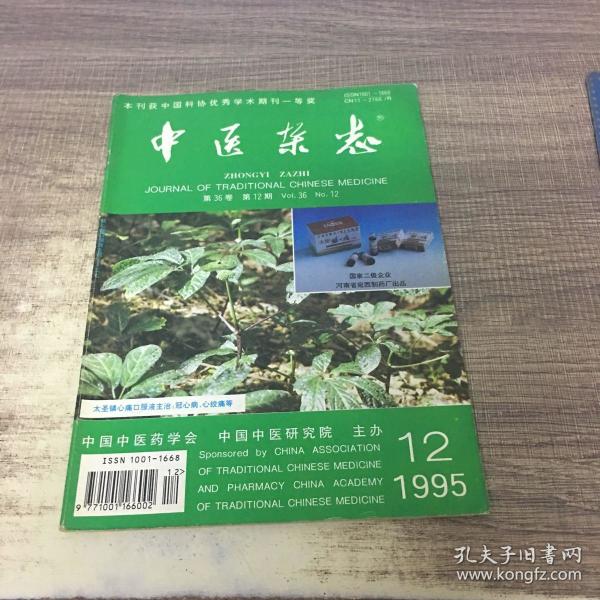 本刊获中国科协优秀学术期刊一等奖
ISSN1001-1668
CN11-2166/R
中医杂志
ZHONGYI ZAZHI
JOURNAL OF TRADITIONAL CHINESE MEDICINE
第36卷 第12期 Vol.36 No.12
国家二级企业
河南省宛西制药厂出品
太圣镇心痛口服液主治:冠心病、心绞痛等
中国中医药学会 中国中医研究院 主办
Sponsored by CHINA ASSOCIATION
OF TRADITIONAL CHINESE MEDICINE
AND PHARMACY CHINA ACADEMY
OF TRADITIONAL CHINESE MEDICINE
12
1995
ISSN 1001-1668
12>
9 771001 166002
孔夫子旧书网
www.kongfz.com